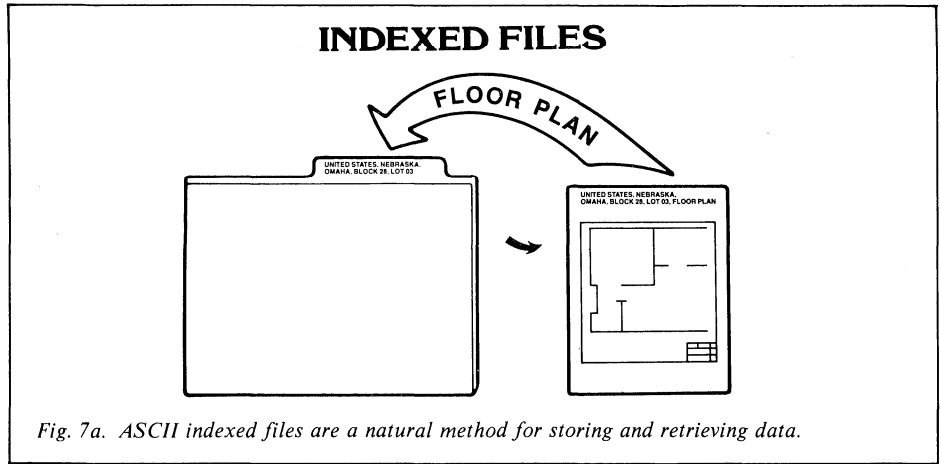 INDEXED FILES
FLOOR PLAN
UNITED STATES, NEBRASKA,
OMAHA, BLOCK 28, LOT 03
UNITED STATES, NEBRASKA,
OMAHA, BLOCK 28, LOT 03, FLOOR PLAN
Fig. 7a. ASCII indexed files are a natural method for storing and retrieving data.